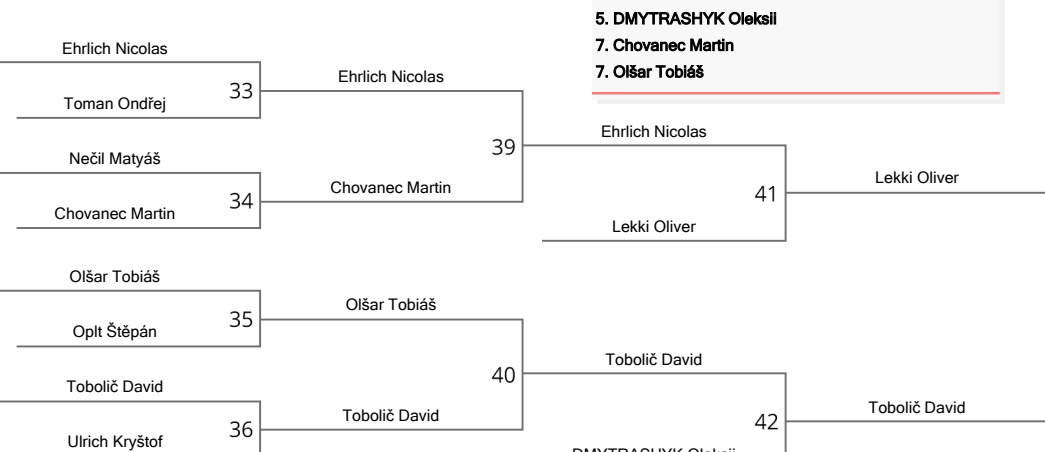 5. DMYTRASHYK Oleksii
7. Chovanec Martin
7. Olšar Tobiáš
Ehrlich Nicolas
Toman Ondřej
33
Ehrlich Nicolas
Nečil Matyáš
Chovanec Martin
34
Chovanec Martin
39
Ehrlich Nicolas
Lekki Oliver
41
Lekki Oliver
Olšar Tobiáš
Oplt Štěpán
35
Olšar Tobiáš
Tobolič David
Ulrich Kryštof
36
Tobolič David
40
Tobolič David
DMYTRASHYK Oleksii
42
Tobolič David